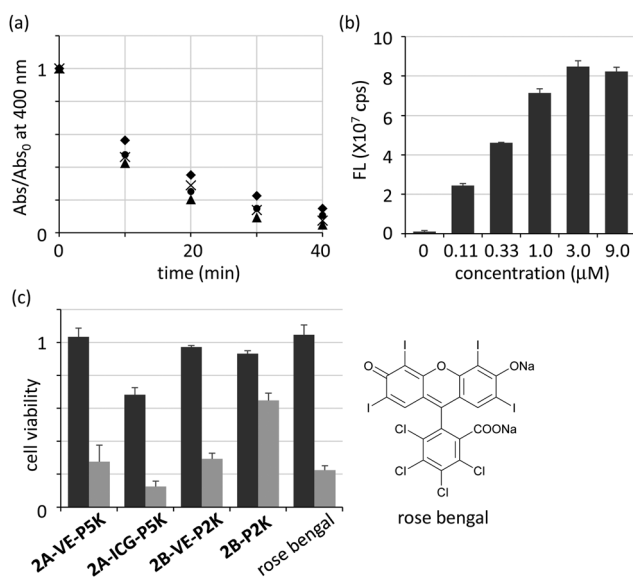 (a)
Abs/Abs₀ at 400 nm
1
0
0
20
40
time (min)
(b)
FL (X10⁷ cps)
10
8
6
4
2
0
0 0.11 0.33 1.0 3.0 9.0
concentration (μM)
(c)
cell viability
1
0
2A-VE-P5K
2A-ICG-P5K
2B-VE-P2K
2B-P2K
rose bengal
I I
O O ONa
I I
Cl COONa
Cl Cl
Cl
rose bengal